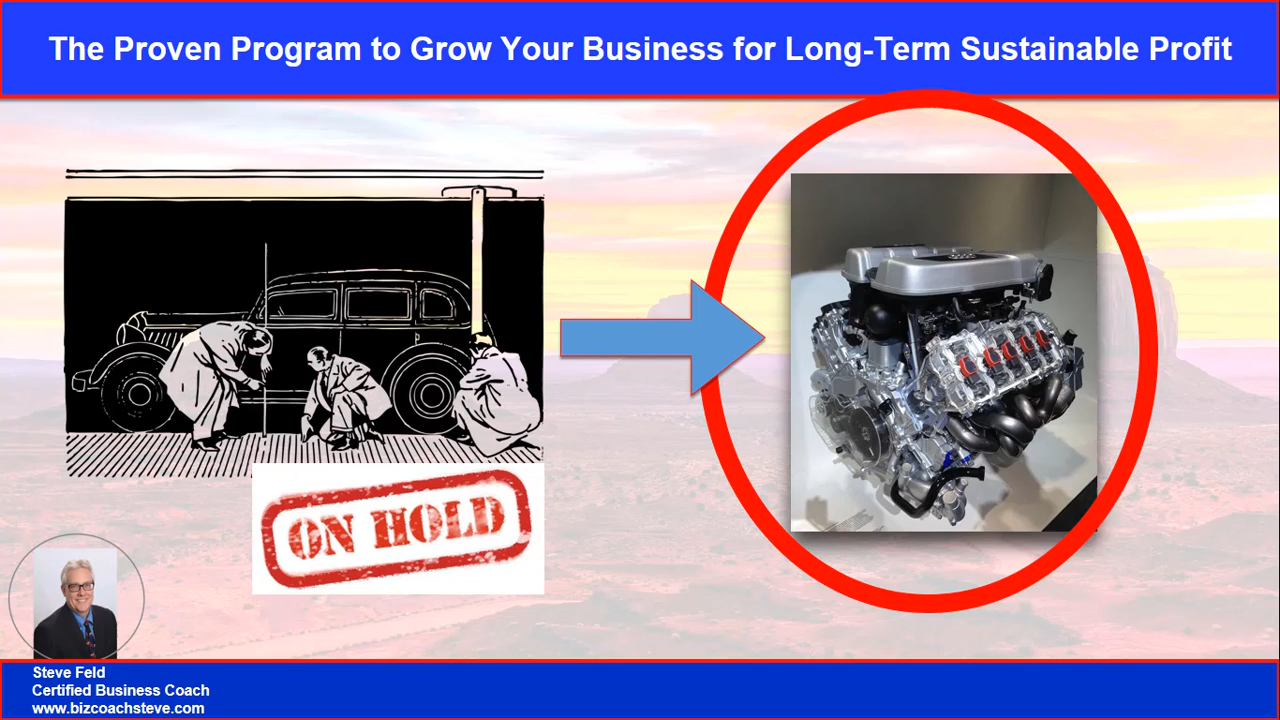 The Proven Program to Grow Your Business for Long-Term Sustainable Profit
ON HOLD
Steve Feld
Certified Business Coach
www.bizcoachsteve.com